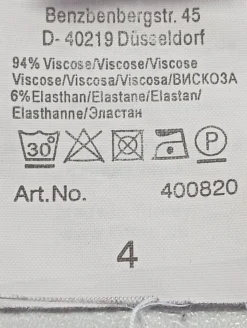 Benzbenbergstr. 45
D- 40219 Düsseldorf
94% Viscose/Viscose/Viscose
Viscose/Viscosa/Viscosa/ВИСКОЗА
6% Elasthan/Elastane/Elastan/
Elasthanne/Эластан
30° P
Art.No. 400820
4